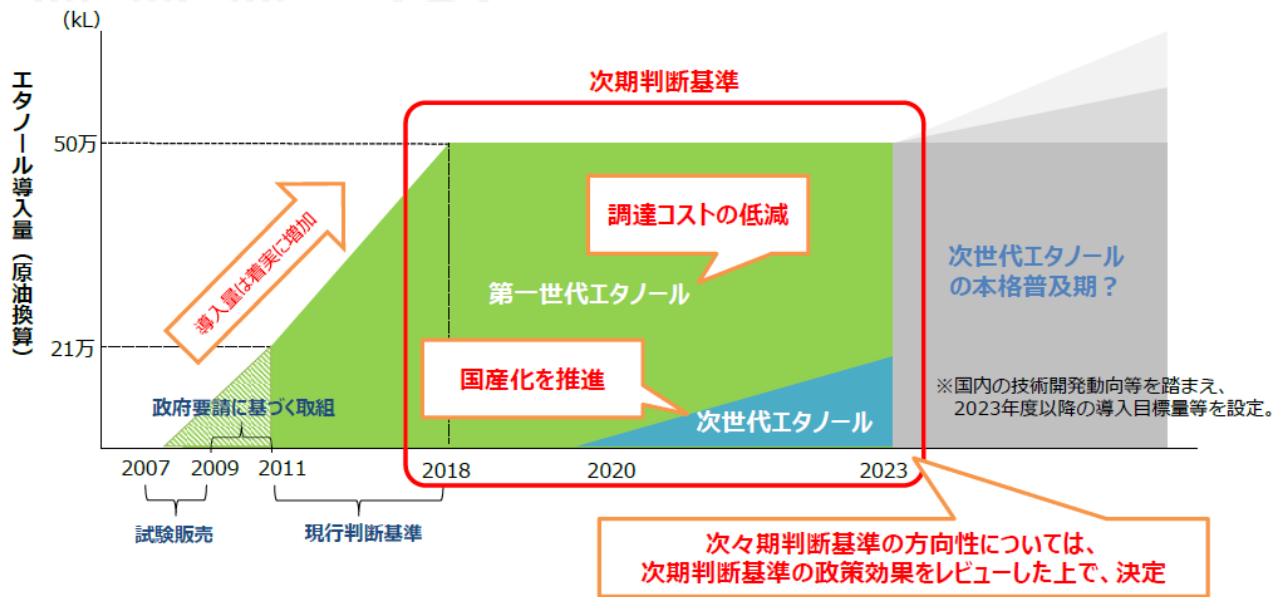 (kL)
エタノール導入量（原油換算）
次期判断基準
50万
導入量は着実に増加
調達コストの低減
第一世代エタノール
次世代エタノール
の本格普及期？
21万
国産化を推進
政府要請に基づく取組
次世代エタノール
※国内の技術開発動向等を踏まえ、
2023年度以降の導入目標量等を設定。
2007 2009 2011 2018 2020 2023
試験販売 現行判断基準
次々期判断基準の方向性については、
次期判断基準の政策効果をレビューした上で、決定